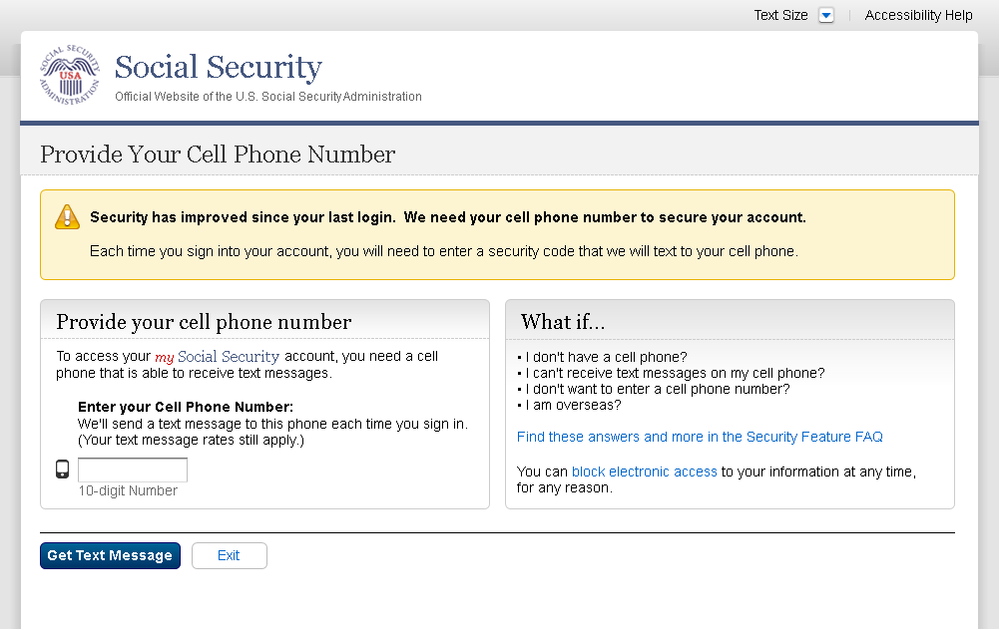 Text Size
Accessibility Help
SOCIAL SECURITY
USA
ADMINISTRATION
Social Security
Official Website of the U.S. Social Security Administration
Provide Your Cell Phone Number
Security has improved since your last login. We need your cell phone number to secure your account.
Each time you sign into your account, you will need to enter a security code that we will text to your cell phone.
Provide your cell phone number
To access your my Social Security account, you need a cell
phone that is able to receive text messages.
Enter your Cell Phone Number:
We'll send a text message to this phone each time you sign in.
(Your text message rates still apply.)
10-digit Number
What if...
• I don't have a cell phone?
• I can't receive text messages on my cell phone?
• I don't want to enter a cell phone number?
• I am overseas?
Find these answers and more in the Security Feature FAQ
You can block electronic access to your information at any time,
for any reason.
Get Text Message
Exit